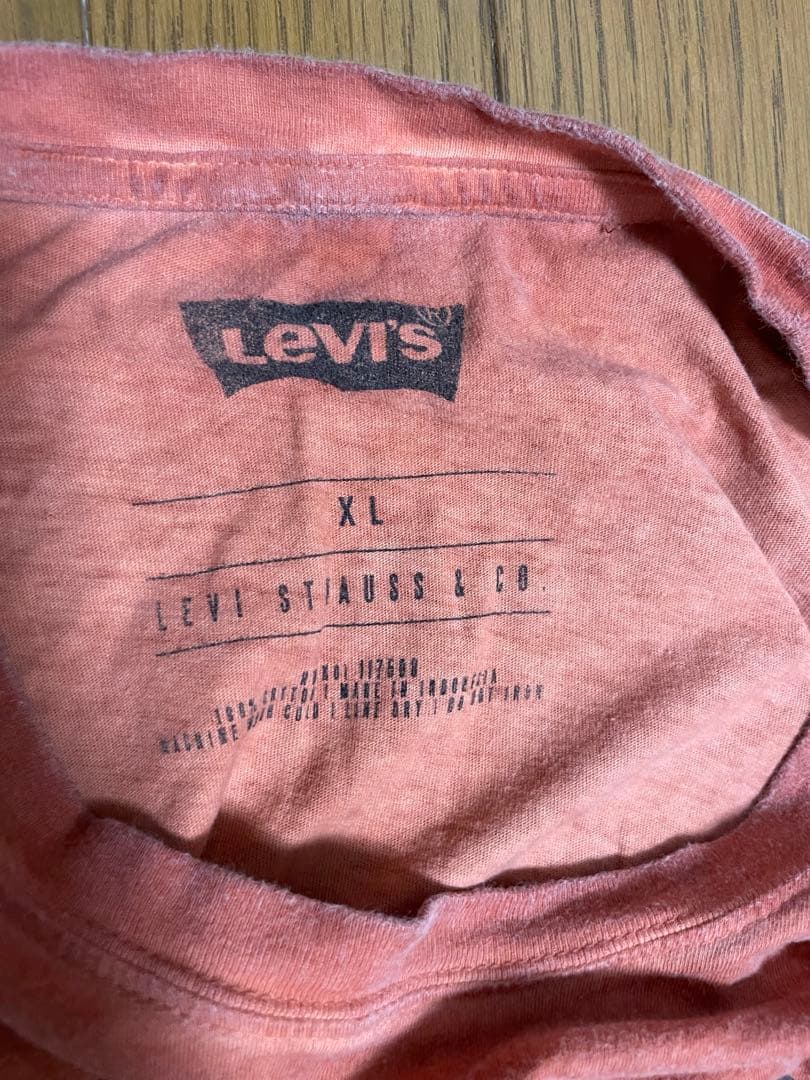 LEVI'S
XL
LEVI STRAUSS & CO.
100% COTTON | MADE IN INDONESIA
MACHINE WASH COLD | LINE DRY | DO NOT IRON